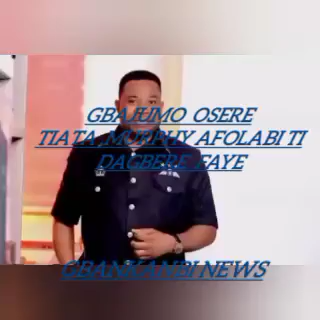 GBAJUMO OSERE
TIATA ,MURPHY AFOLABI TI
DAGBERE FAYE
GBANKANBI NEWS